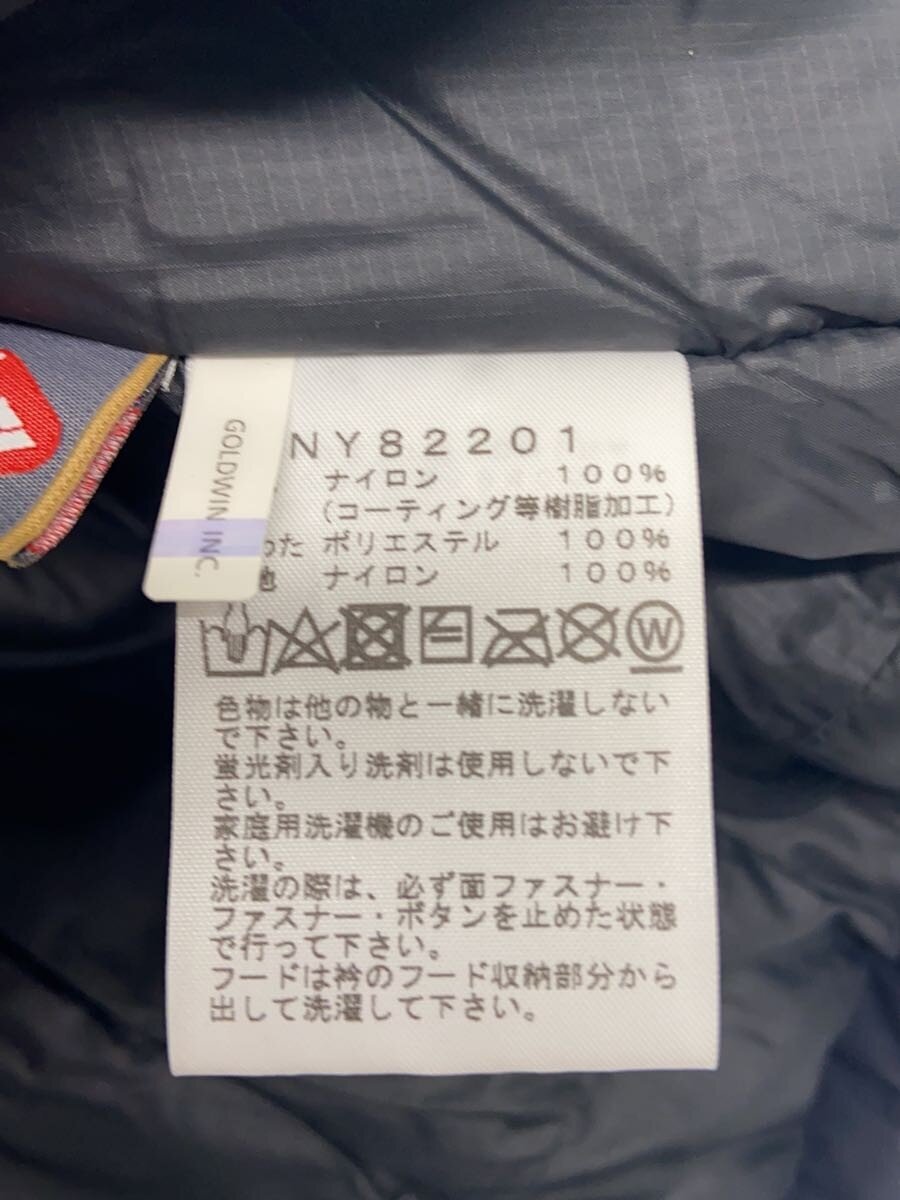 NY82201
ナイロン 100%
(コーティング等樹脂加工)
わた ポリエステル 100%
地 ナイロン 100%
GOLDWIN INC.
W
色物は他の物と一緒に洗濯しない
で下さい。
蛍光剤入り洗剤は使用しないで下
さい。
家庭用洗濯機のご使用はお避け下
さい。
洗濯の際は、必ず面ファスナー・
ファスナー・ボタンを止めた状態
で行って下さい。
フードは衿のフード収納部分から
出して洗濯して下さい。